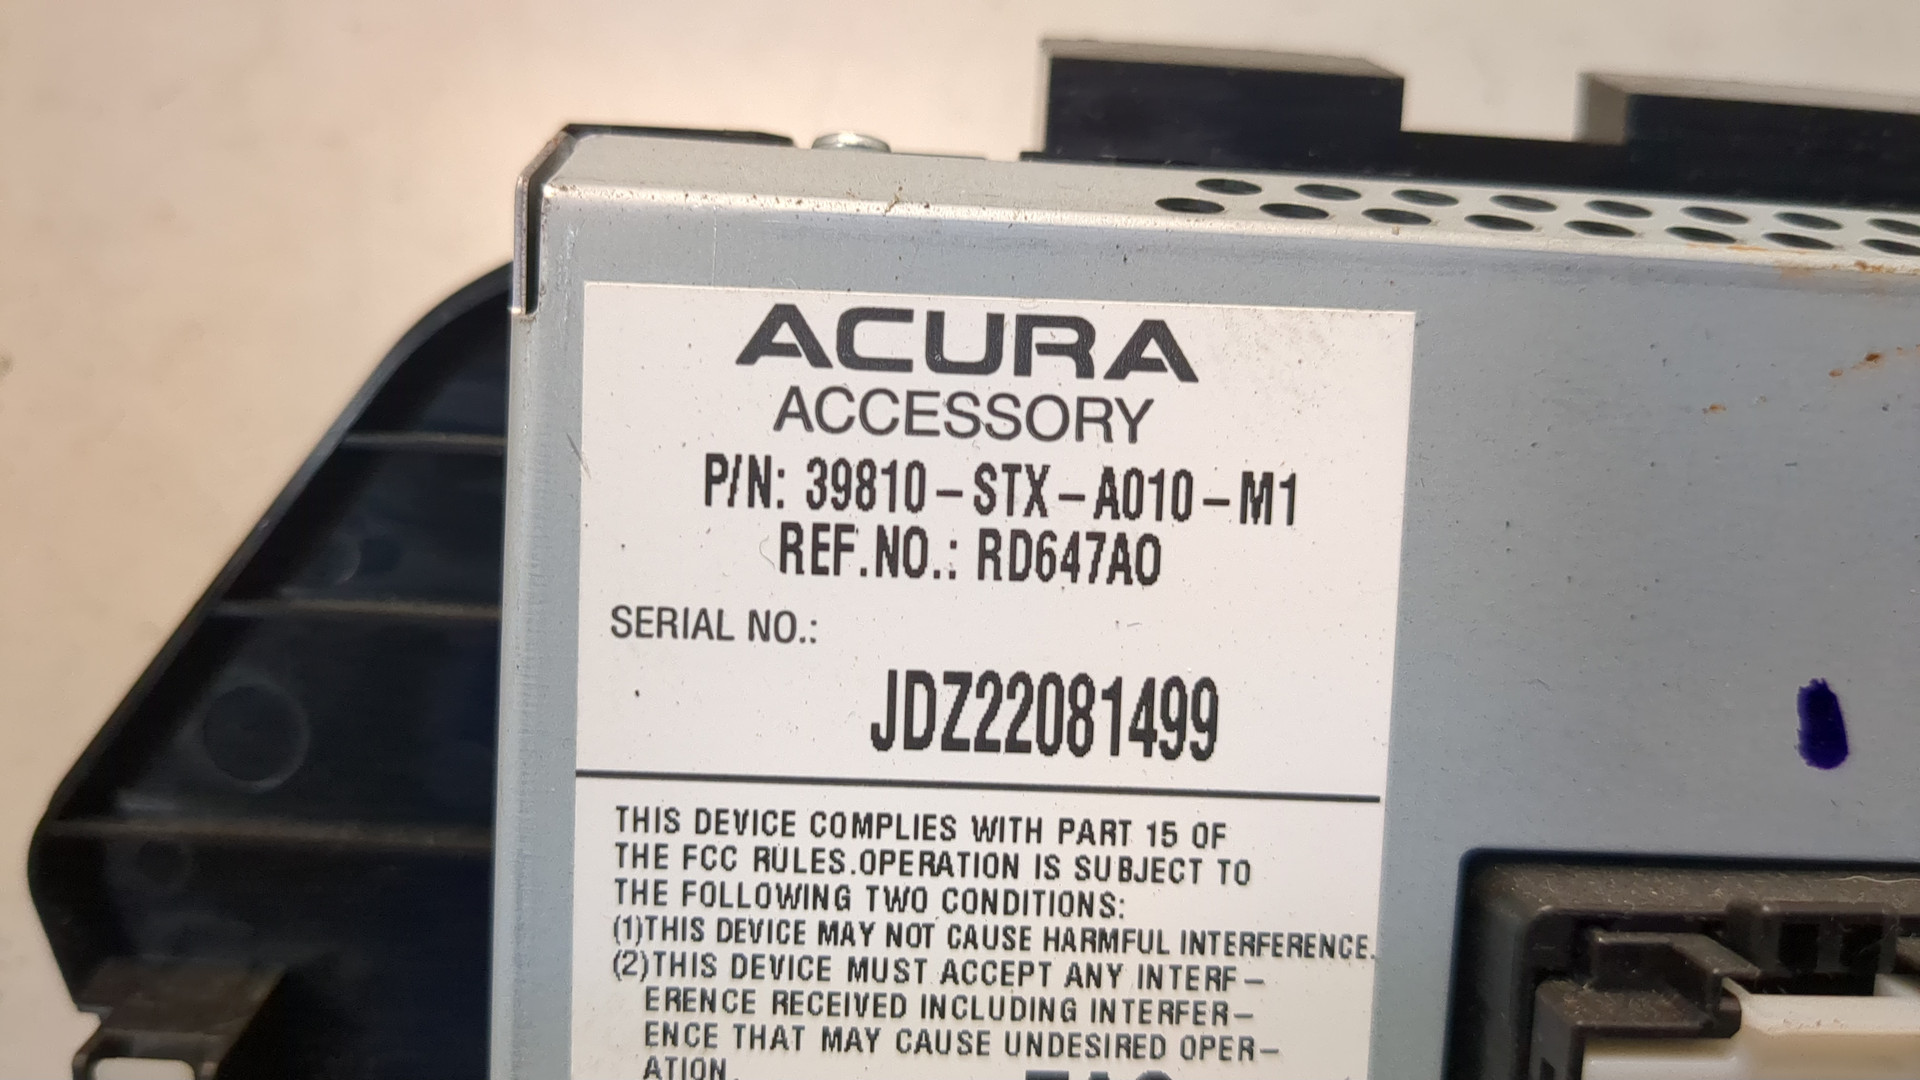 ACURA
ACCESSORY
P/N: 39810-STX-A010-M1
REF.NO.: RD647A0
SERIAL NO.:
JDZ22081499
THIS DEVICE COMPLIES WITH PART 15 OF
THE FCC RULES.OPERATION IS SUBJECT TO
THE FOLLOWING TWO CONDITIONS:
(1)THIS DEVICE MAY NOT CAUSE HARMFUL INTERFERENCE.
(2)THIS DEVICE MUST ACCEPT ANY INTERF-
ERENCE RECEIVED INCLUDING INTERFER-
ENCE THAT MAY CAUSE UNDESIRED OPER-
ATION.